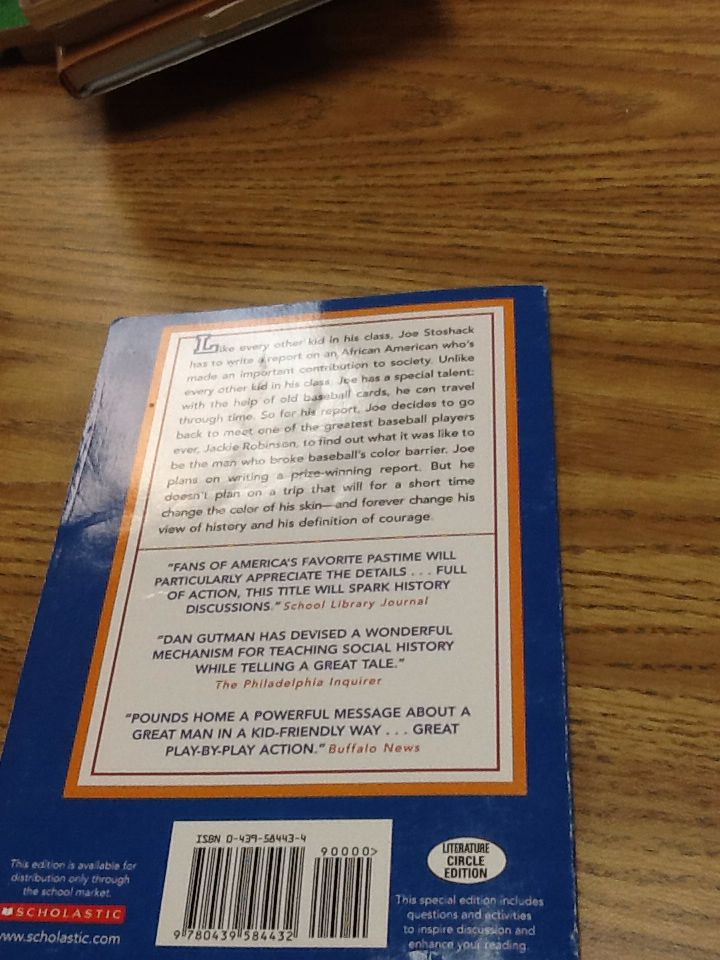 Like every other kid in his class, Joe Stoshack
has to write a report on an African American who's
made an important contribution to society. Unlike
every other kid in his class, Joe has a special talent:
with the help of old baseball cards, he can travel
through time. So for his report, Joe decides to go
back to meet one of the greatest baseball players
ever, Jackie Robinson, to find out what it was like to
be the man who broke baseball's color barrier. Joe
plans on writing a prize-winning report. But he
doesn't plan on a trip that will for a short time
change the color of his skin—and forever change his
view of history and his definition of courage.
"FANS OF AMERICA'S FAVORITE PASTIME WILL
PARTICULARLY APPRECIATE THE DETAILS . . . FULL
OF ACTION, THIS TITLE WILL SPARK HISTORY
DISCUSSIONS." School Library Journal
"DAN GUTMAN HAS DEVISED A WONDERFUL
MECHANISM FOR TEACHING SOCIAL HISTORY
WHILE TELLING A GREAT TALE."
The Philadelphia Inquirer
"POUNDS HOME A POWERFUL MESSAGE ABOUT A
GREAT MAN IN A KID-FRIENDLY WAY . . . GREAT
PLAY-BY-PLAY ACTION." Buffalo News
This edition is available for
distribution only through
the school market.
SCHOLASTIC
www.scholastic.com
ISBN 0-439-58443-4
90000>
9 780439 584432
LITERATURE
CIRCLE
EDITION
This special edition includes
questions and activities
to inspire discussion and
enhance your reading.